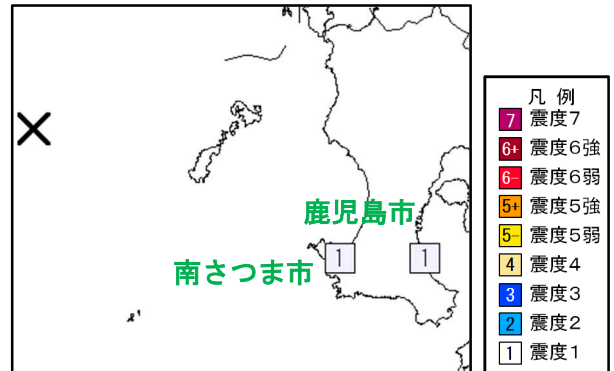 鹿児島市
1
1
南さつま市
凡 例
7 震度7
6+ 震度6強
6- 震度6弱
5+ 震度5強
5- 震度5弱
4 震度4
3 震度3
2 震度2
1 震度1